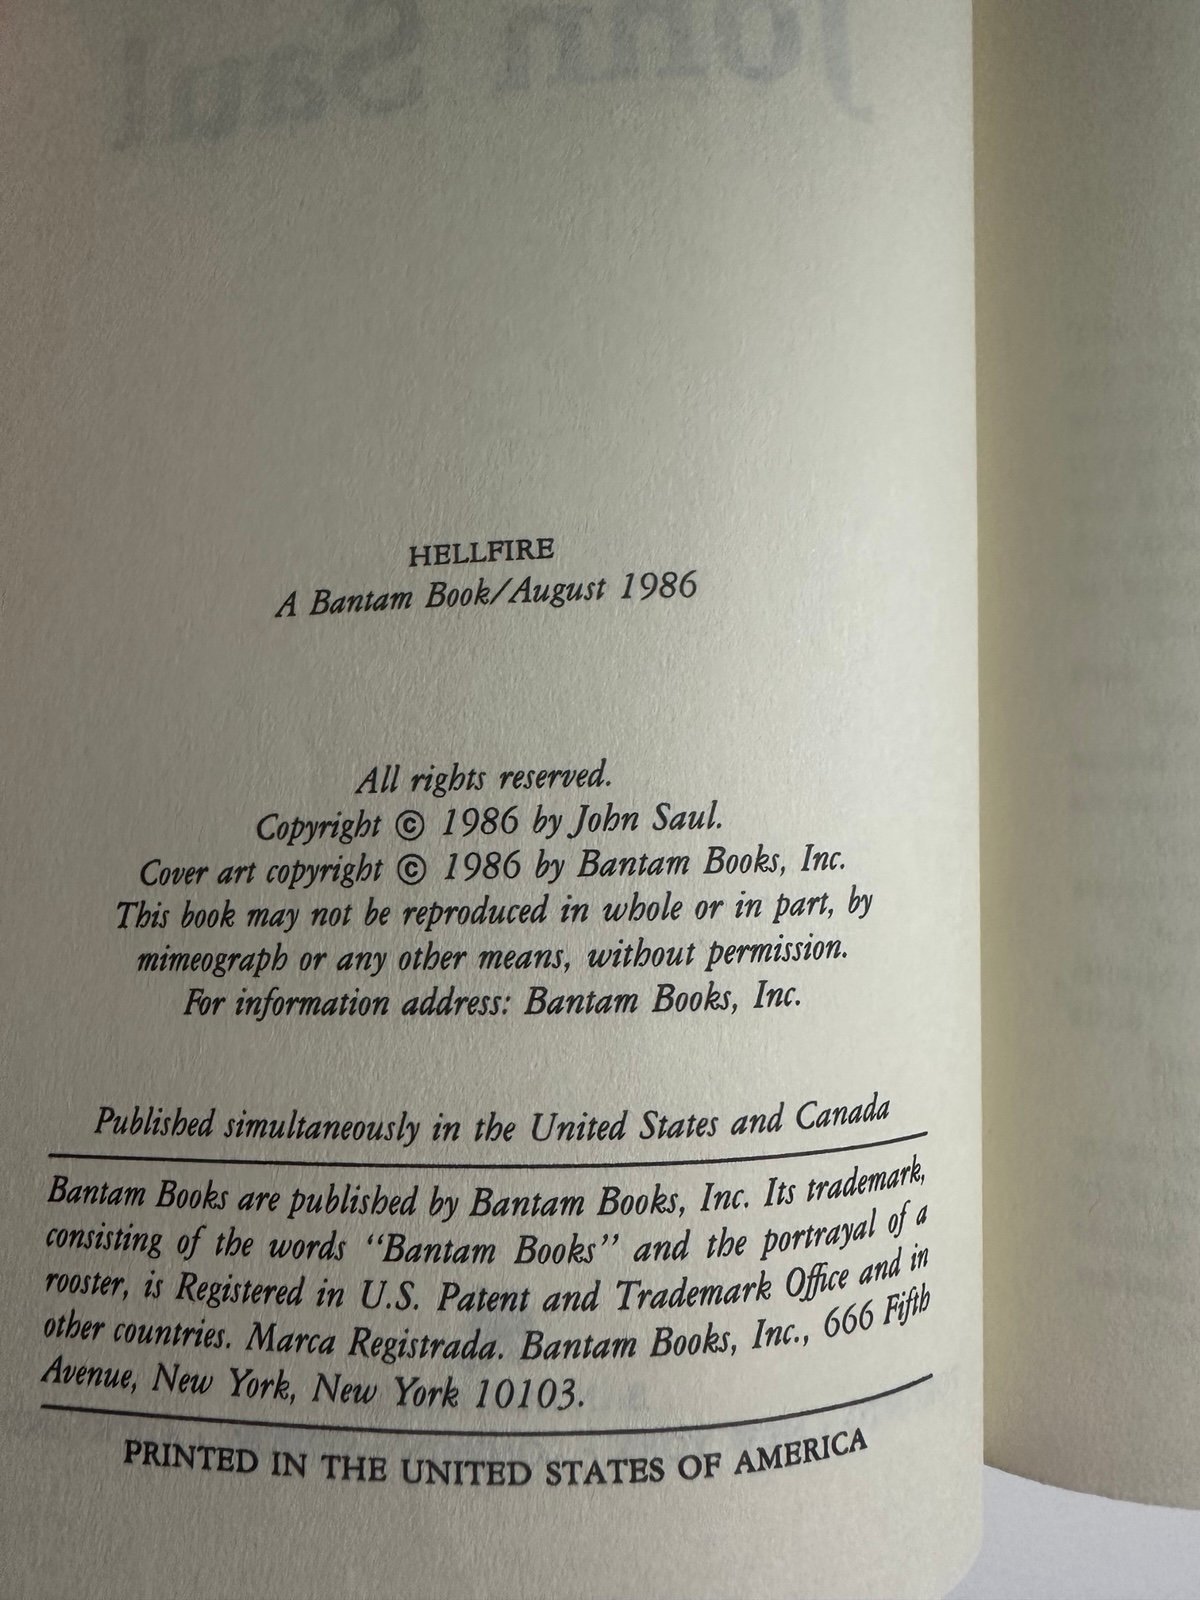 John Saul
HELLFIRE
A Bantam Book/August 1986
All rights reserved.
Copyright © 1986 by John Saul.
Cover art copyright © 1986 by Bantam Books, Inc.
This book may not be reproduced in whole or in part, by
mimeograph or any other means, without permission.
For information address: Bantam Books, Inc.
Published simultaneously in the United States and Canada
Bantam Books are published by Bantam Books, Inc. Its trademark,
consisting of the words “Bantam Books” and the portrayal of a
rooster, is Registered in U.S. Patent and Trademark Office and in
other countries. Marca Registrada. Bantam Books, Inc., 666 Fifth
Avenue, New York, New York 10103.
PRINTED IN THE UNITED STATES OF AMERICA